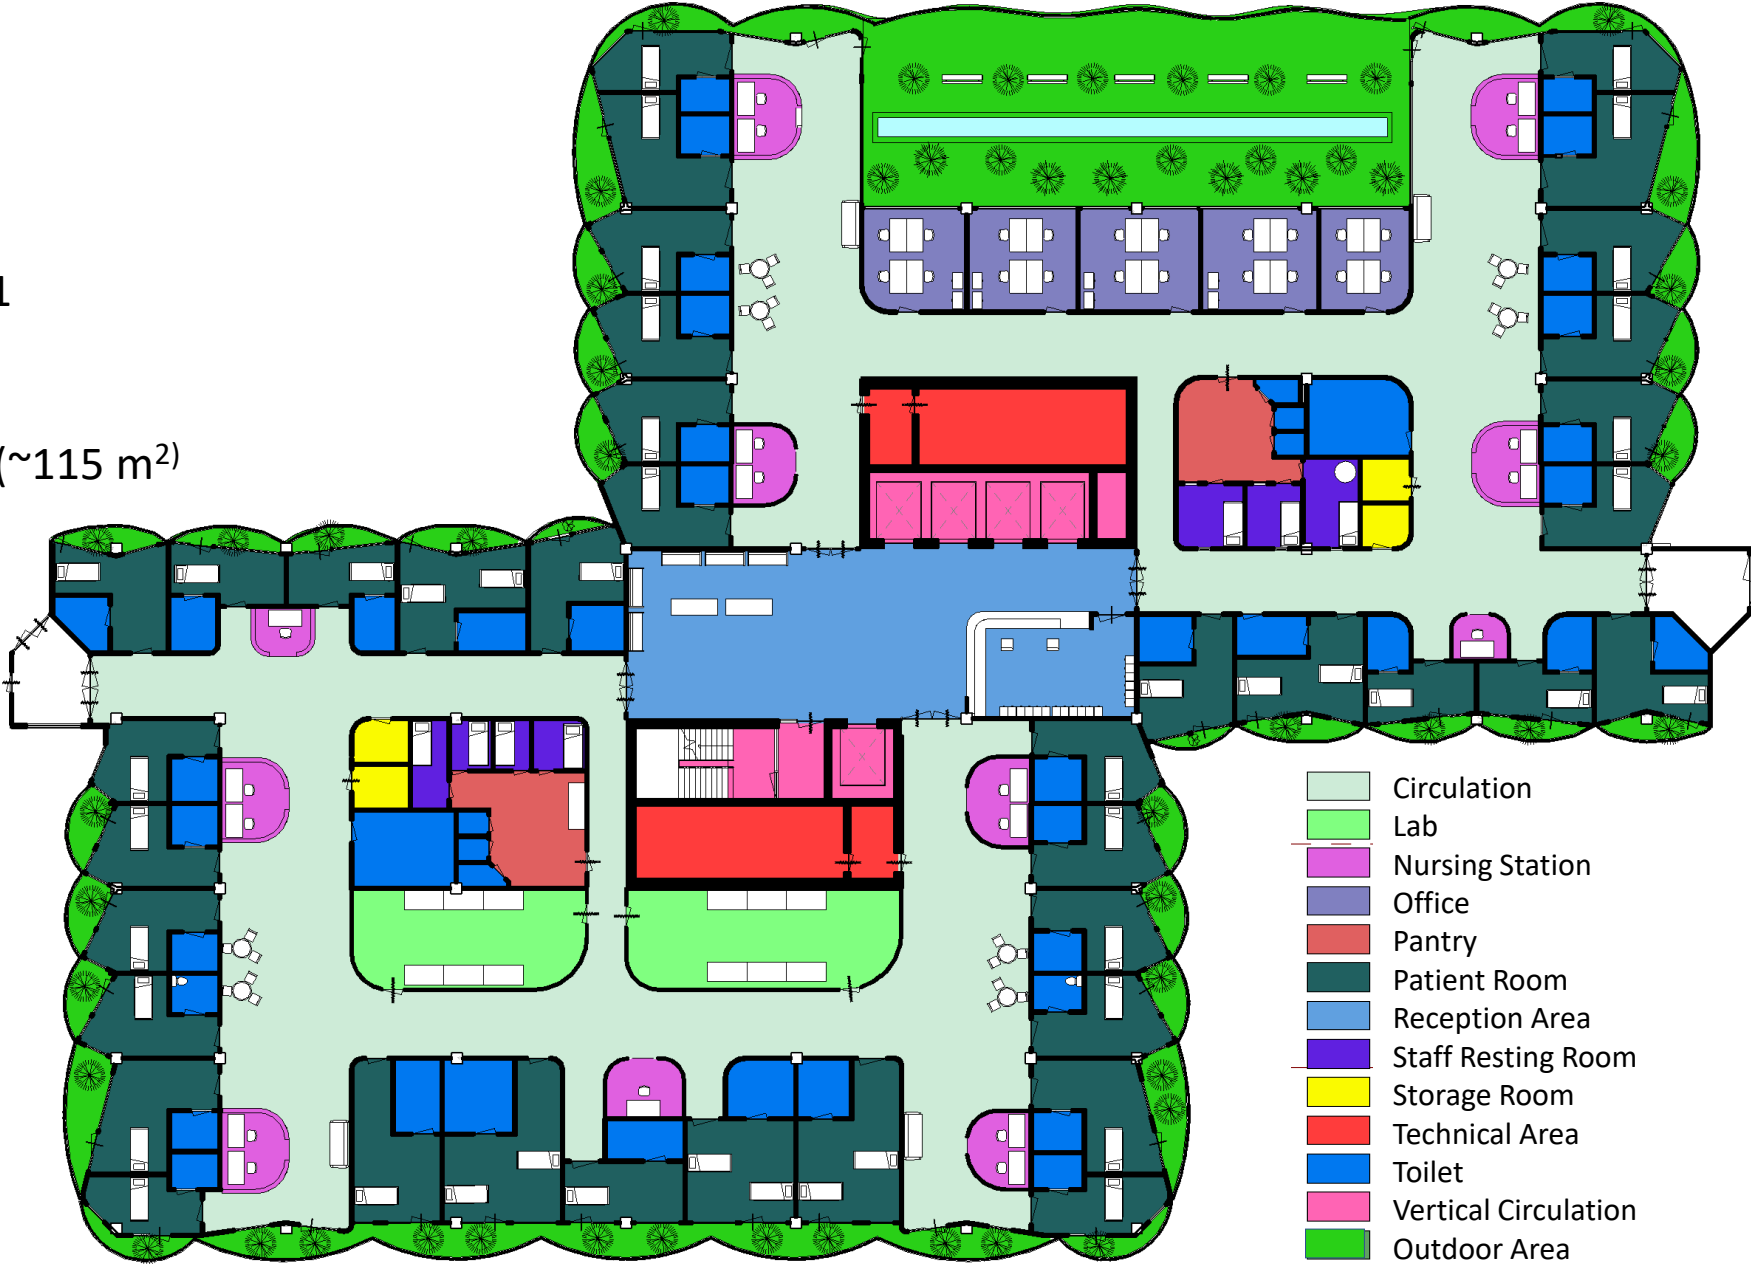 1
(~115 m²)
Circulation
Lab
Nursing Station
Office
Pantry
Patient Room
Reception Area
Staff Resting Room
Storage Room
Technical Area
Toilet
Vertical Circulation
Outdoor Area